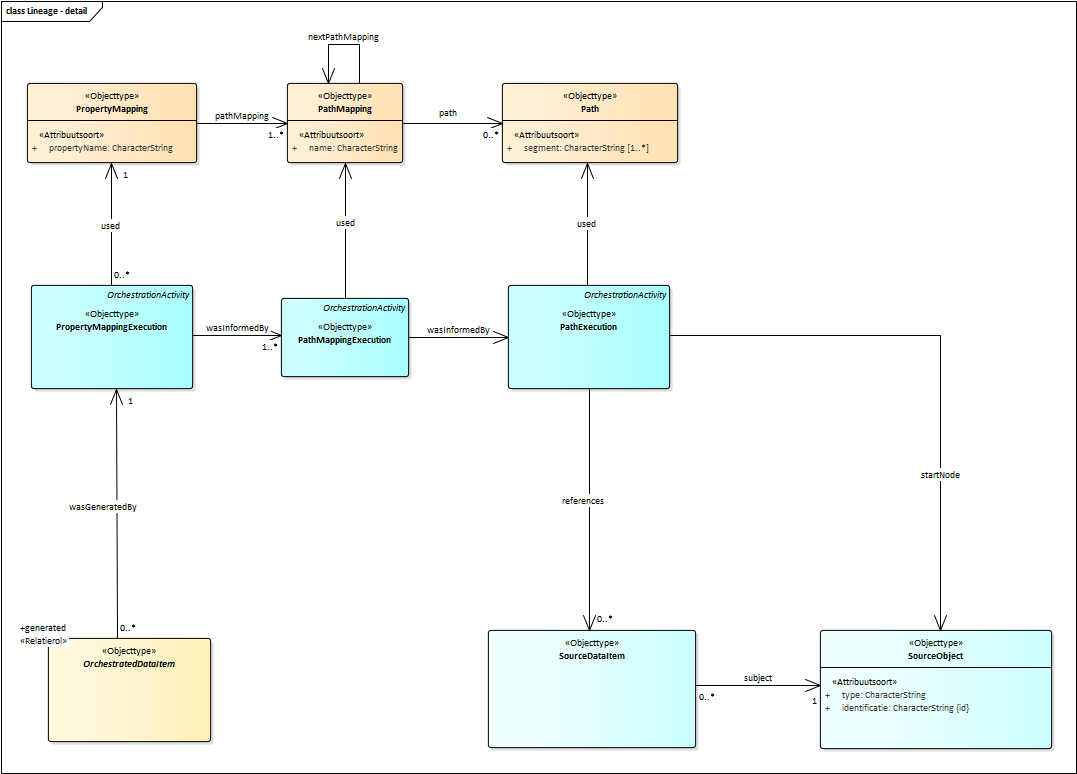 class Lineage - detail
nextPathMapping
«Objecttype»
PropertyMapping
«Attribuutsoort»
+ propertyName: CharacterString
pathMapping
1..*
«Objecttype»
PathMapping
«Attribuutsoort»
+ name: CharacterString
path
0..*
«Objecttype»
Path
«Attribuutsoort»
+ segment: CharacterString [1..*]
1
used
0..*
used
used
OrchestrationActivity
«Objecttype»
PropertyMappingExecution
wasInformedBy
1..*
OrchestrationActivity
«Objecttype»
PathMappingExecution
wasInformedBy
OrchestrationActivity
«Objecttype»
PathExecution
1
wasGeneratedBy
0..*
+generated
«Relatierol»
references
0..*
startNode
«Objecttype»
OrchestratedDataItem
«Objecttype»
SourceDataItem
subject
0..*
1
«Objecttype»
SourceObject
«Attribuutsoort»
+ type: CharacterString
+ identificatie: CharacterString {id}